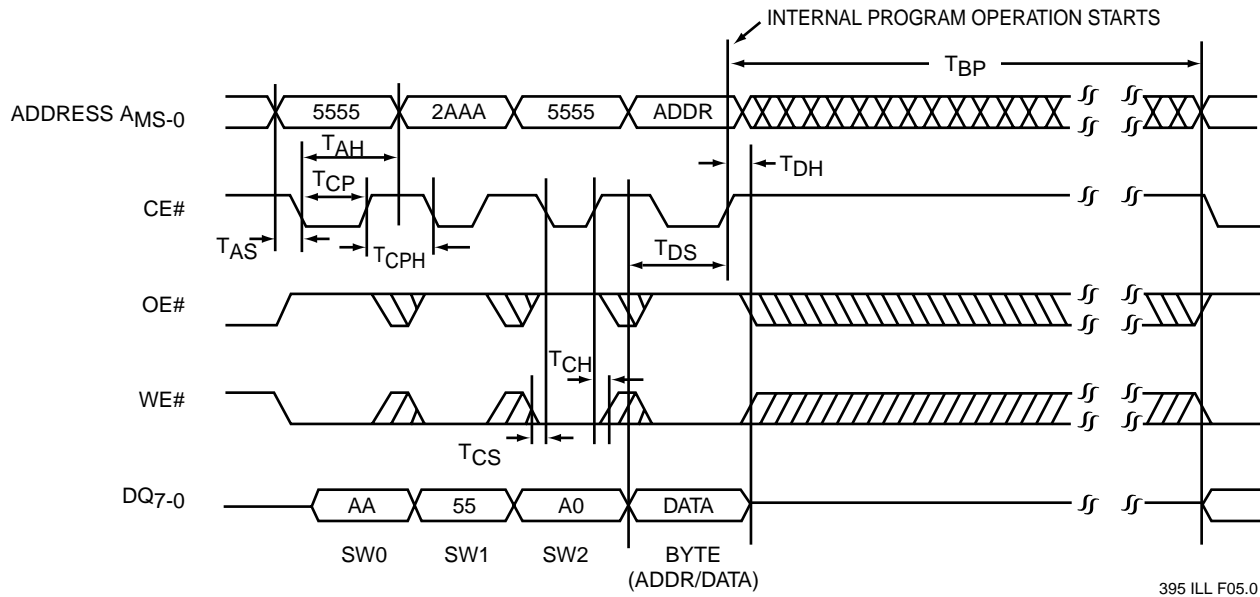 INTERNAL PROGRAM OPERATION STARTS
TBP
ADDRESS AMS-0
5555 2AAA 5555 ADDR
TAH
TDH
TCP
CE#
TAS
TCPH
TDS
OE#
TCH
WE#
TCS
DQ7-0
AA 55 A0 DATA
SW0 SW1 SW2 BYTE
(ADDR/DATA)
395 ILL F05.0